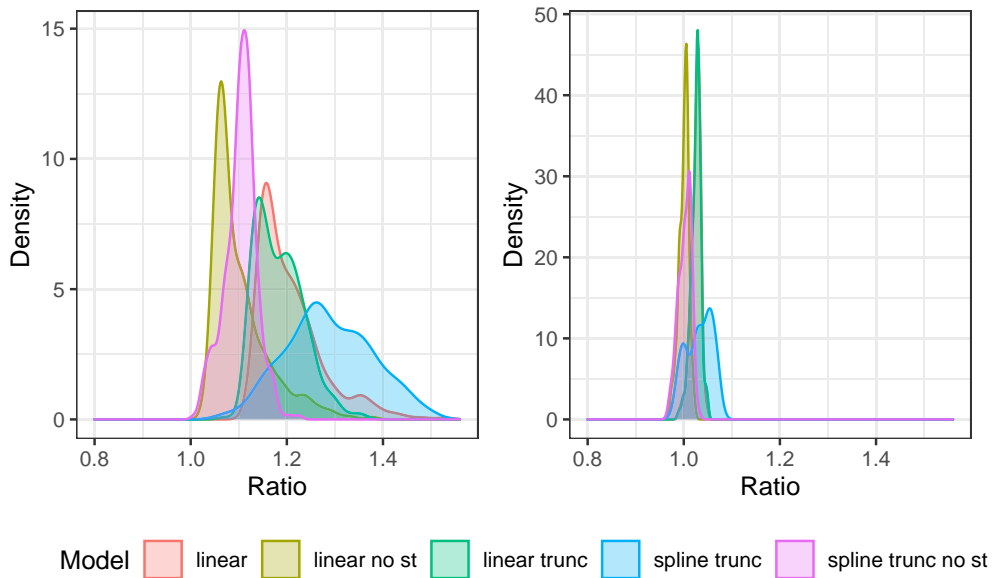 15
10
5
0
Density
0.8 1.0 1.2 1.4
Ratio
50
40
30
20
10
0
Density
0.8 1.0 1.2 1.4
Ratio
Model linear linear no st linear trunc spline trunc spline trunc no st